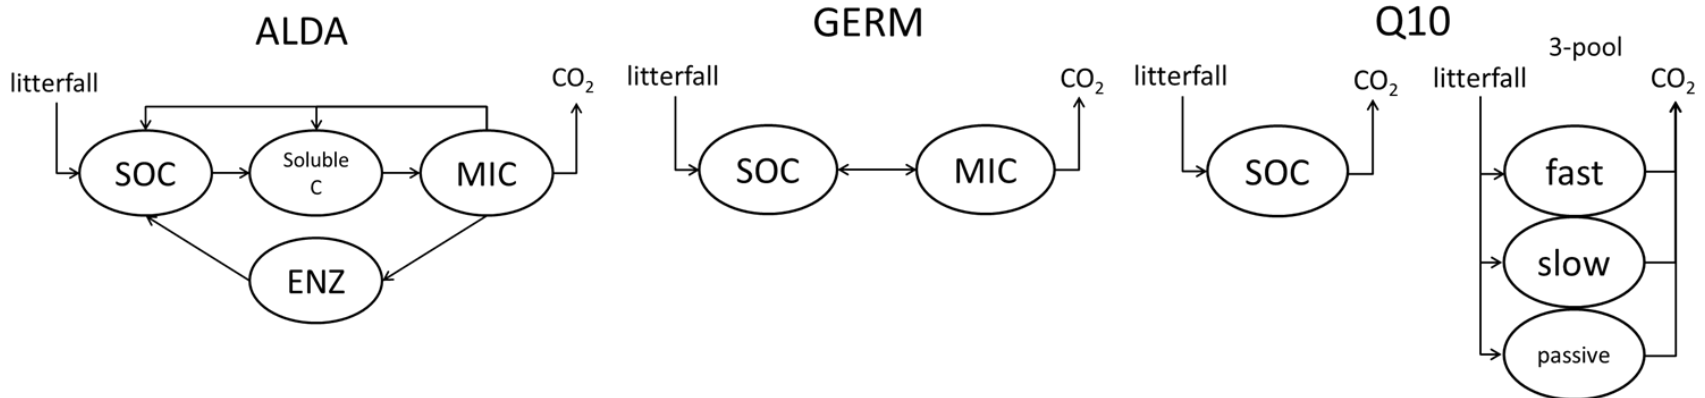 ALDA
litterfall
CO₂
SOC
Soluble
C
MIC
ENZ
GERM
litterfall
CO₂
SOC
MIC
Q10
litterfall
CO₂
SOC
3-pool
litterfall
CO₂
fast
slow
passive